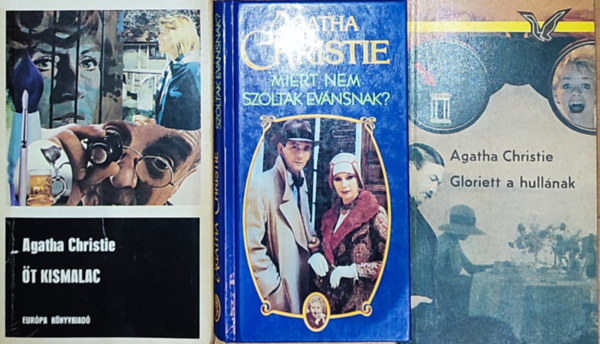 Agatha Christie
ÖT KISMALAC
EURÓPA KÖNYVKIADÓ
AGATHA CHRISTIE SZÓLTAK EVANSNAK?
AGATHA
CHRISTIE
MIÉRT NEM
SZÓLTAK EVANSNAK?
Agatha Christie
Gloriett a hullának